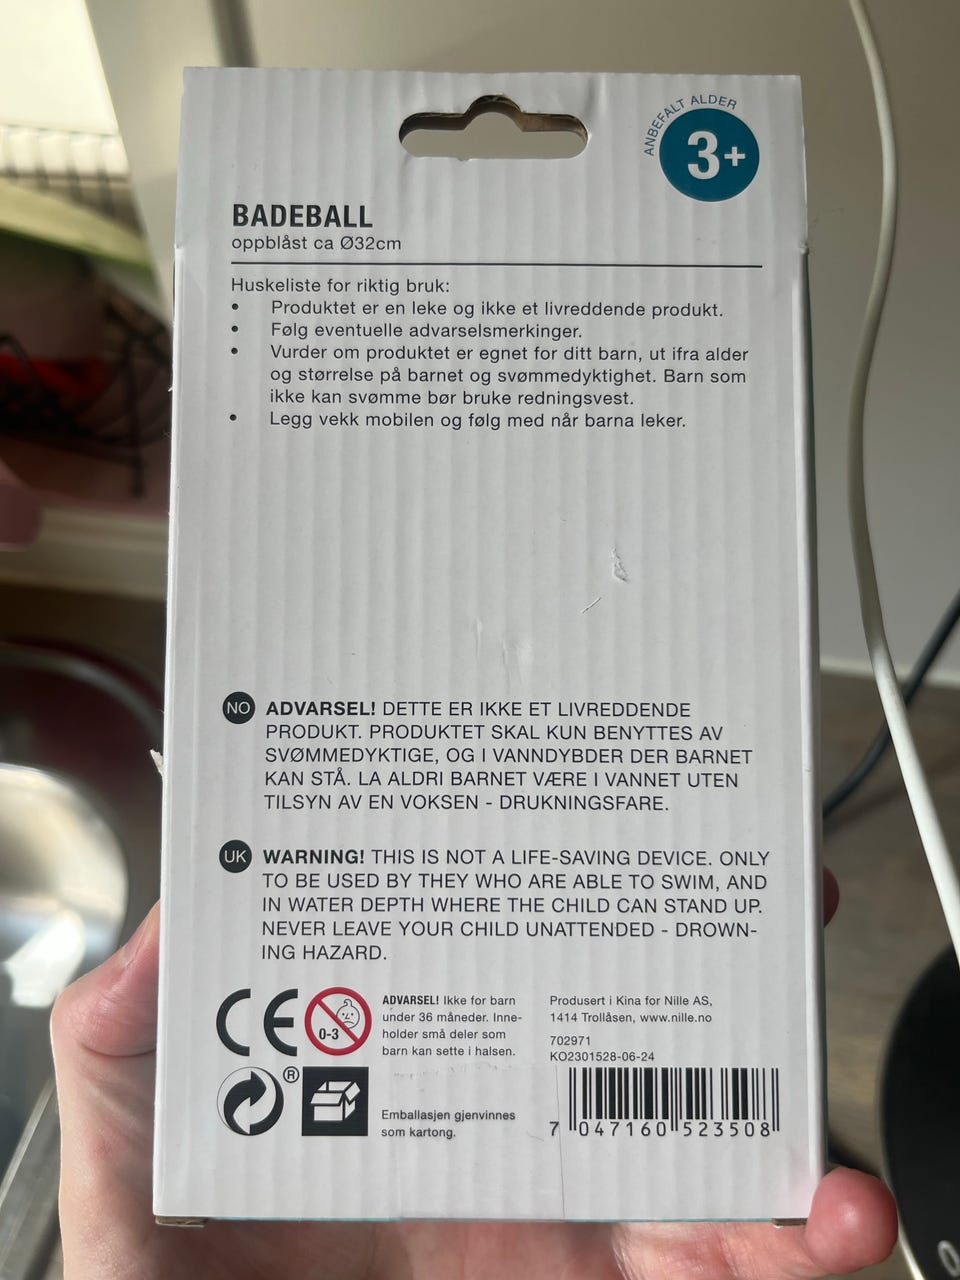 ANBEFALT ALDER
3+
BADEBALL
oppblåst ca Ø32cm
Huskeliste for riktig bruk:
• Produktet er en leke og ikke et livreddende produkt.
• Følg eventuelle advarselsmerkinger.
• Vurder om produktet er egnet for ditt barn, ut ifra alder
og størrelse på barnet og svømmedyktighet. Barn som
ikke kan svømme bør bruke redningsvest.
• Legg vekk mobilen og følg med når barna leker.
NO ADVARSEL! DETTE ER IKKE ET LIVREDDENDE
PRODUKT. PRODUKTET SKAL KUN BENYTTES AV
SVØMMEDYKTIGE, OG I VANNDYBDER DER BARNET
KAN STÅ. LA ALDRI BARNET VÆRE I VANNET UTEN
TILSYN AV EN VOKSEN - DRUKNINGSFARE.
UK WARNING! THIS IS NOT A LIFE-SAVING DEVICE. ONLY
TO BE USED BY THEY WHO ARE ABLE TO SWIM, AND
IN WATER DEPTH WHERE THE CHILD CAN STAND UP.
NEVER LEAVE YOUR CHILD UNATTENDED - DROWN-
ING HAZARD.
CE
0-3
ADVARSEL! Ikke for barn
under 36 måneder. Inne-
holder små deler som
barn kan sette i halsen.
Produsert i Kina for Nille AS,
1414 Trollåsen, www.nille.no
702971
KO2301528-06-24
®
Emballasjen gjenvinnes
som kartong.
7 047160 523508
0